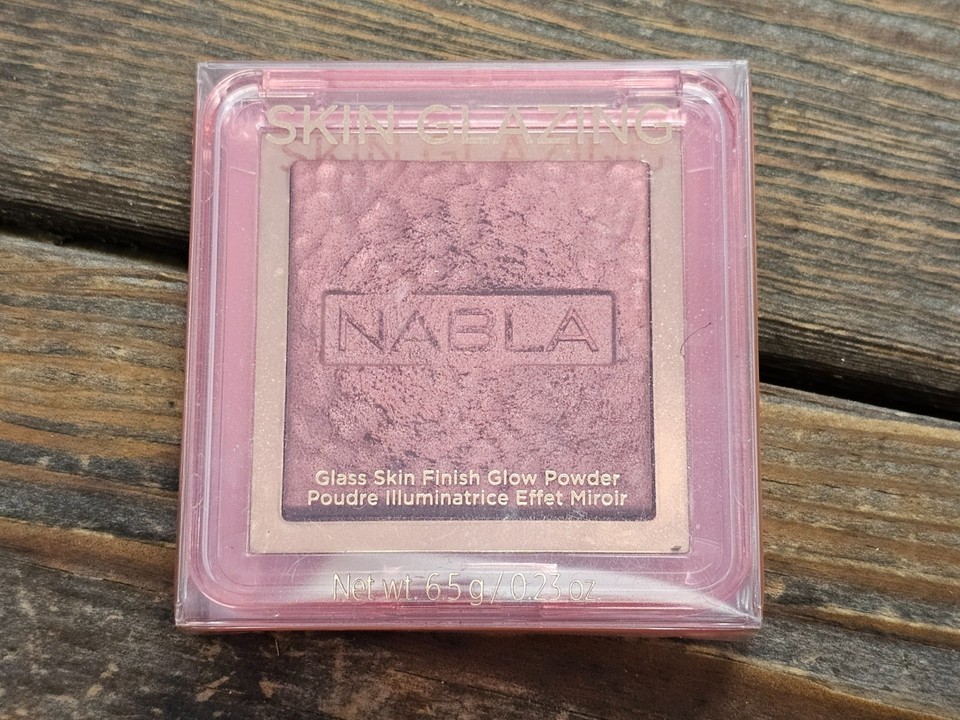 SKIN GLAZING
NABLA
Glass Skin Finish Glow Powder
Poudre Illuminatrice Effet Miroir
Net wt. 6.5 g / 0.23 oz.